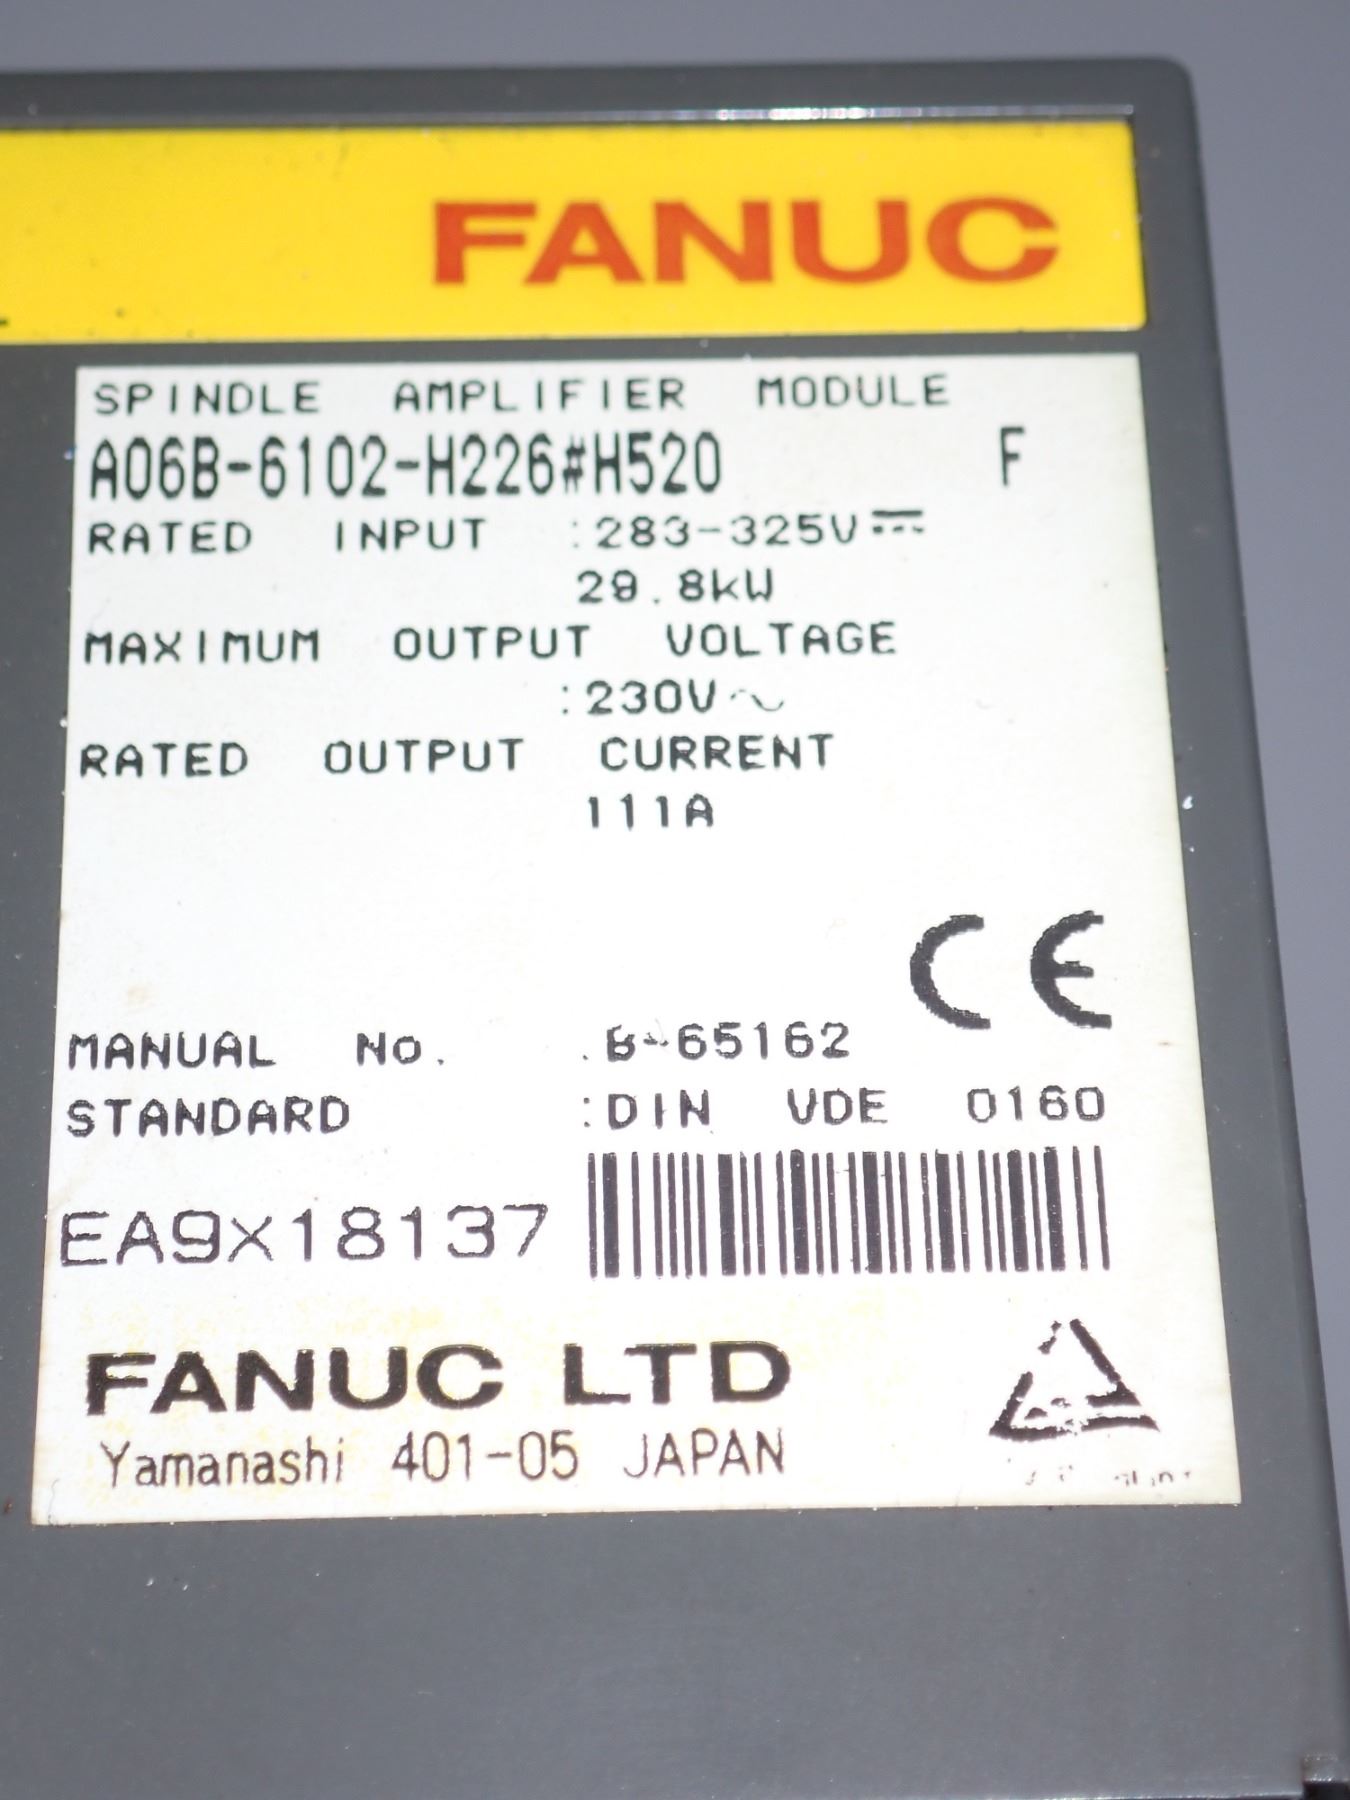 FANUC
SPINDLE AMPLIFIER MODULE
A06B-6102-H226#H520 F
RATED INPUT :283-325V⎓
29.8kW
MAXIMUM OUTPUT VOLTAGE
:230V~
RATED OUTPUT CURRENT
111A
CE
MANUAL No. :B-65162
STANDARD :DIN VDE 0160
EA9X18137
FANUC LTD
Yamanashi 401-05 JAPAN